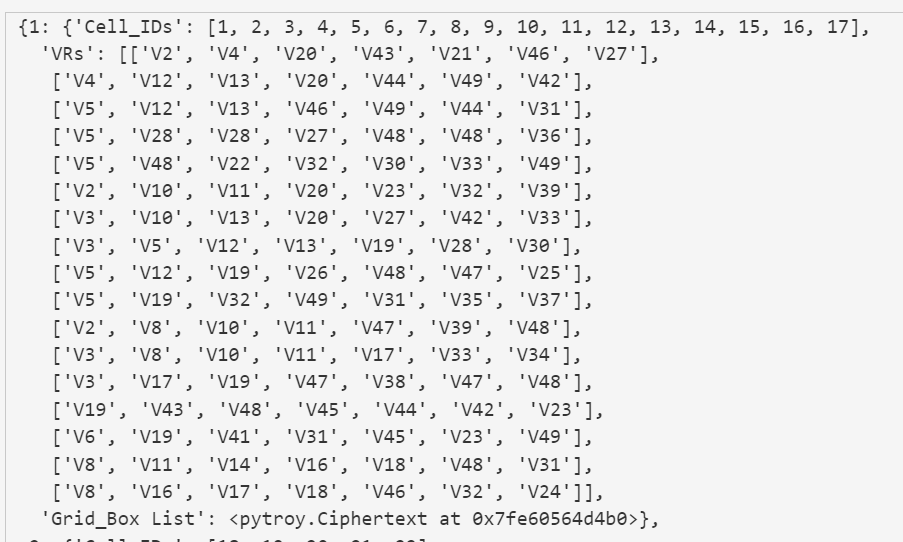 {1: {'Cell_IDs': [1, 2, 3, 4, 5, 6, 7, 8, 9, 10, 11, 12, 13, 14, 15, 16, 17],
'VRs': [['V2', 'V4', 'V20', 'V43', 'V21', 'V46', 'V27'],
['V4', 'V12', 'V13', 'V20', 'V44', 'V49', 'V42'],
['V5', 'V12', 'V13', 'V46', 'V49', 'V44', 'V31'],
['V5', 'V28', 'V28', 'V27', 'V48', 'V48', 'V36'],
['V5', 'V48', 'V22', 'V32', 'V30', 'V33', 'V49'],
['V2', 'V10', 'V11', 'V20', 'V23', 'V32', 'V39'],
['V3', 'V10', 'V13', 'V20', 'V27', 'V42', 'V33'],
['V3', 'V5', 'V12', 'V13', 'V19', 'V28', 'V30'],
['V5', 'V12', 'V19', 'V26', 'V48', 'V47', 'V25'],
['V5', 'V19', 'V32', 'V49', 'V31', 'V35', 'V37'],
['V2', 'V8', 'V10', 'V11', 'V47', 'V39', 'V48'],
['V3', 'V8', 'V10', 'V11', 'V17', 'V33', 'V34'],
['V3', 'V17', 'V19', 'V47', 'V38', 'V47', 'V48'],
['V19', 'V43', 'V48', 'V45', 'V44', 'V42', 'V23'],
['V6', 'V19', 'V41', 'V31', 'V45', 'V23', 'V49'],
['V8', 'V11', 'V14', 'V16', 'V18', 'V48', 'V31'],
['V8', 'V16', 'V17', 'V18', 'V46', 'V32', 'V24']],
'Grid_Box List': <pytroy.Ciphertext at 0x7fe60564d4b0>},